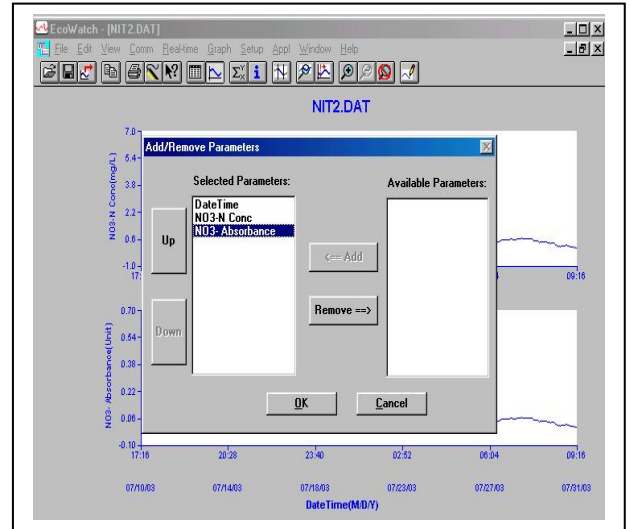 EcoWatch - [NIT2.DAT]
File Edit View Comm Real-time Graph Setup Appl Window Help
NIT2.DAT
Add/Remove Parameters
Selected Parameters:
Available Parameters:
DateTime
NO3-N Conc
NO3- Absorbance
Up
Down
<== Add
Remove ==>
OK
Cancel
NO3-N Conc(mg/L)
7.0
5.4
3.8
2.2
0.6
-1.0
17:
09:16
NO3- Absorbance(Unit)
0.70
0.54
0.38
0.22
0.06
-0.10
17:16 20:28 23:40 02:52 06:04 09:16
07/10/03 07/14/03 07/18/03 07/23/03 07/27/03 07/31/03
DateTime(M/D/Y)